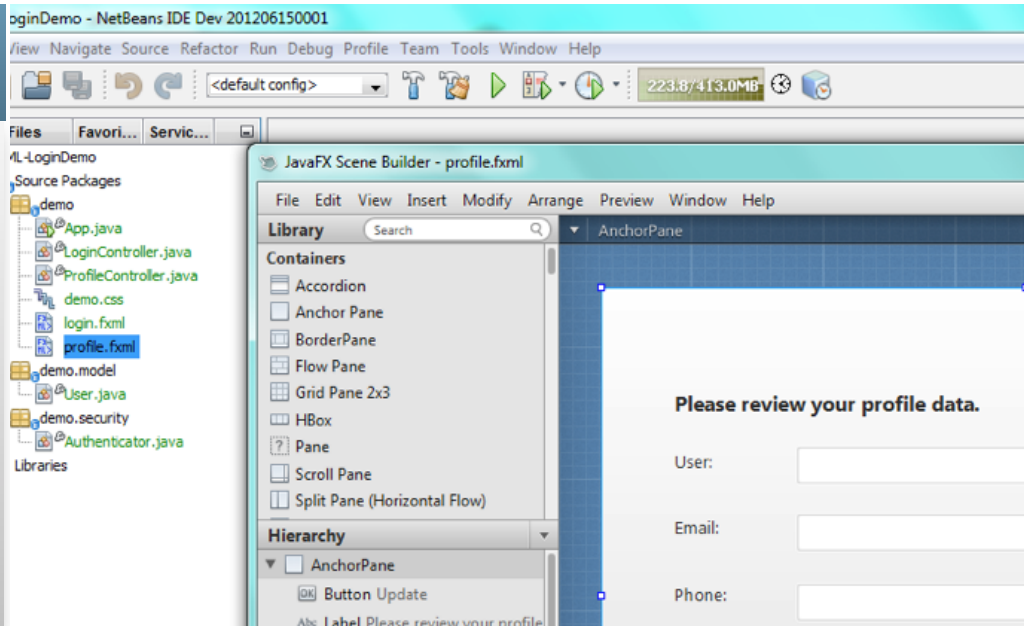 oginDemo - NetBeans IDE Dev 201206150001
View Navigate Source Refactor Run Debug Profile Team Tools Window Help
<default config>
223.8/413.0MB
Files Favori... Servic...
ML-LoginDemo
Source Packages
demo
App.java
LoginController.java
ProfileController.java
demo.css
login.fxml
profile.fxml
demo.model
User.java
demo.security
Authenticator.java
Libraries
JavaFX Scene Builder - profile.fxml
File Edit View Insert Modify Arrange Preview Window Help
Library Search
AnchorPane
Containers
Accordion
Anchor Pane
BorderPane
Flow Pane
Grid Pane 2x3
HBox
? Pane
Scroll Pane
Split Pane (Horizontal Flow)
Hierarchy
AnchorPane
OK Button Update
Abc Label Please review your profile
Please review your profile data.
User:
Email:
Phone: